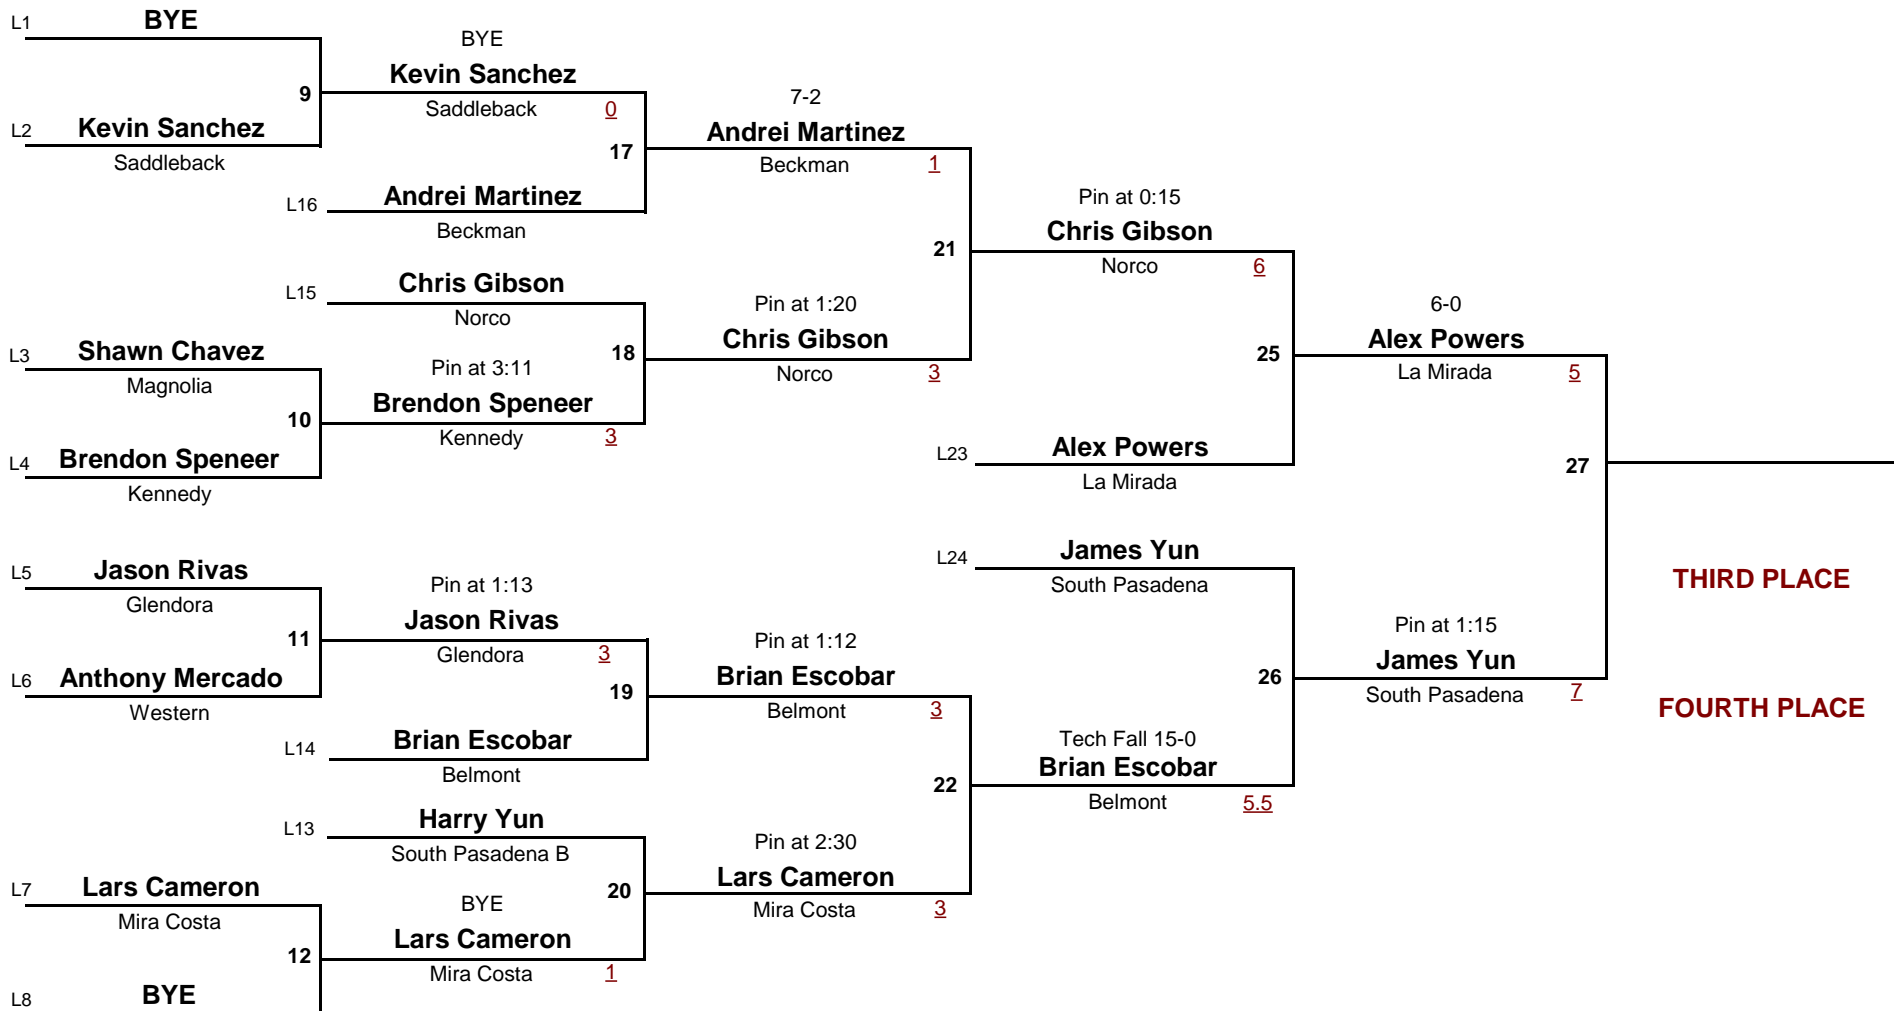 L1 BYE
BYE
9
Kevin Sanchez
Saddleback 0
L2 Kevin Sanchez
Saddleback
17
7-2
Andrei Martinez
Beckman 1
L16 Andrei Martinez
Beckman
21
Pin at 0:15
Chris Gibson
Norco 6
L15 Chris Gibson
Norco
18
Pin at 1:20
Chris Gibson
Norco 3
L3 Shawn Chavez
Magnolia
10
Pin at 3:11
Brendon Speneer
Kennedy 3
L4 Brendon Speneer
Kennedy
25
6-0
Alex Powers
La Mirada 5
L23 Alex Powers
La Mirada
27
L24 James Yun
South Pasadena
THIRD PLACE
L5 Jason Rivas
Glendora
11
Pin at 1:13
Jason Rivas
Glendora 3
L6 Anthony Mercado
Western
19
Pin at 1:12
Brian Escobar
Belmont 3
26
Pin at 1:15
James Yun
South Pasadena 7
FOURTH PLACE
L14 Brian Escobar
Belmont
22
Tech Fall 15-0
Brian Escobar
Belmont 5.5
L13 Harry Yun
South Pasadena B
20
Pin at 2:30
Lars Cameron
Mira Costa 3
L7 Lars Cameron
Mira Costa
12
BYE
Lars Cameron
Mira Costa 1
L8 BYE